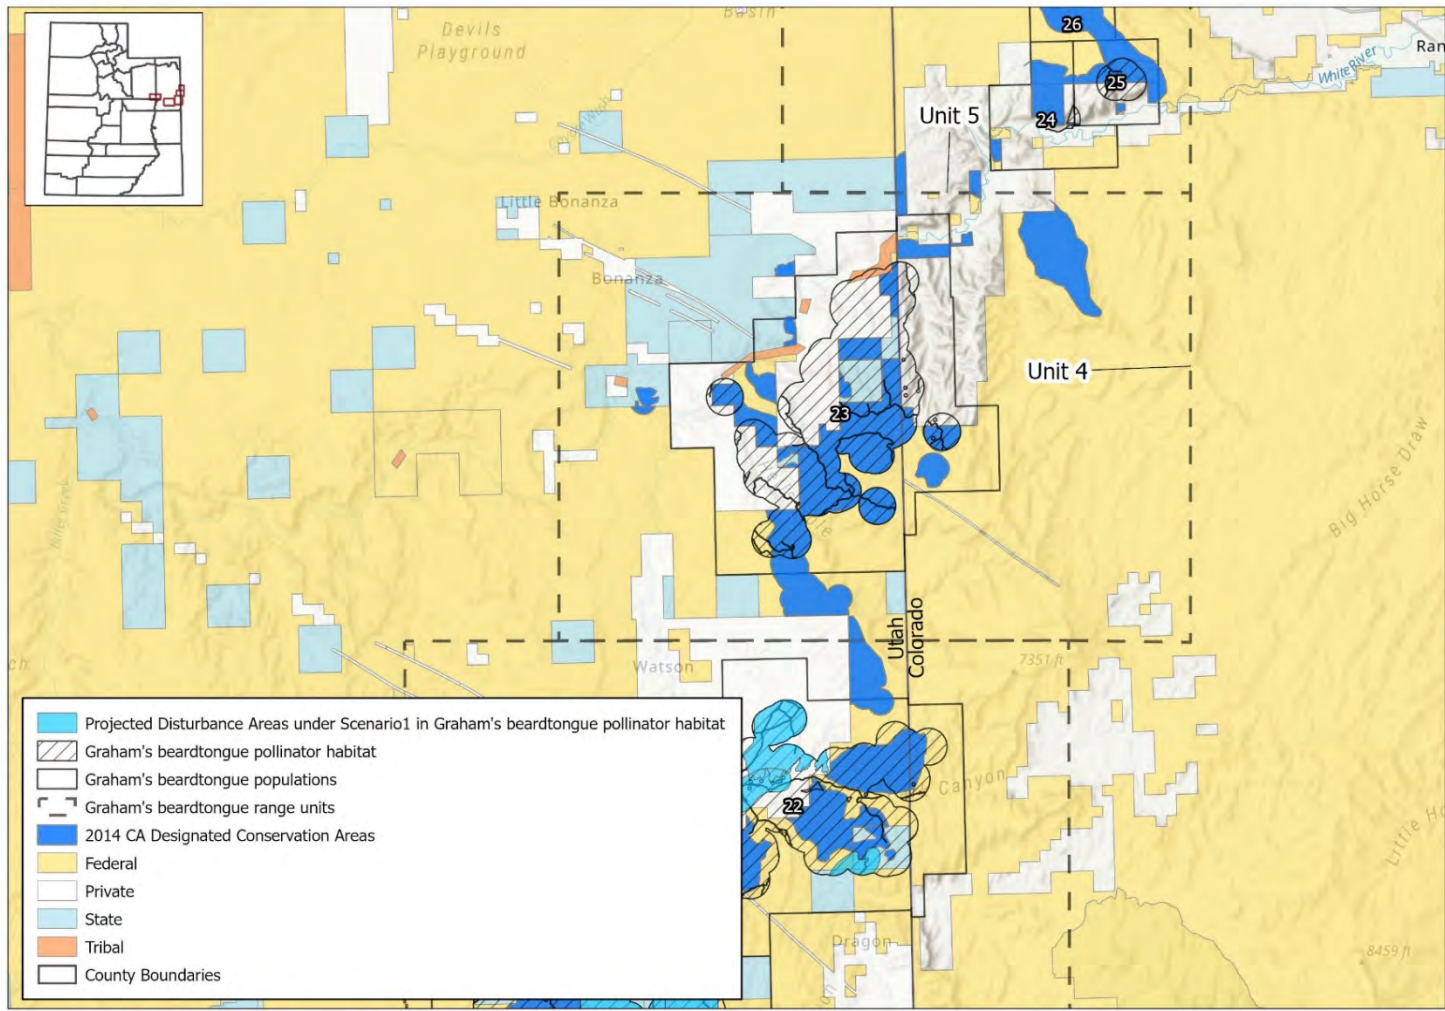 Basin
26
Devils
Playground
Ran
White River
25
Unit 5
24
Little Bonanza
Bonanza
Unit 4
23
Big Horse Draw
Utah
Colorado
7351 ft
Watson
Projected Disturbance Areas under Scenario1 in Graham's beardtongue pollinator habitat
Graham's beardtongue pollinator habitat
Graham's beardtongue populations
Graham's beardtongue range units
2014 CA Designated Conservation Areas
Federal
Private
State
Tribal
County Boundaries
Canyon
22
Little Ho
Dragon
8459 ft